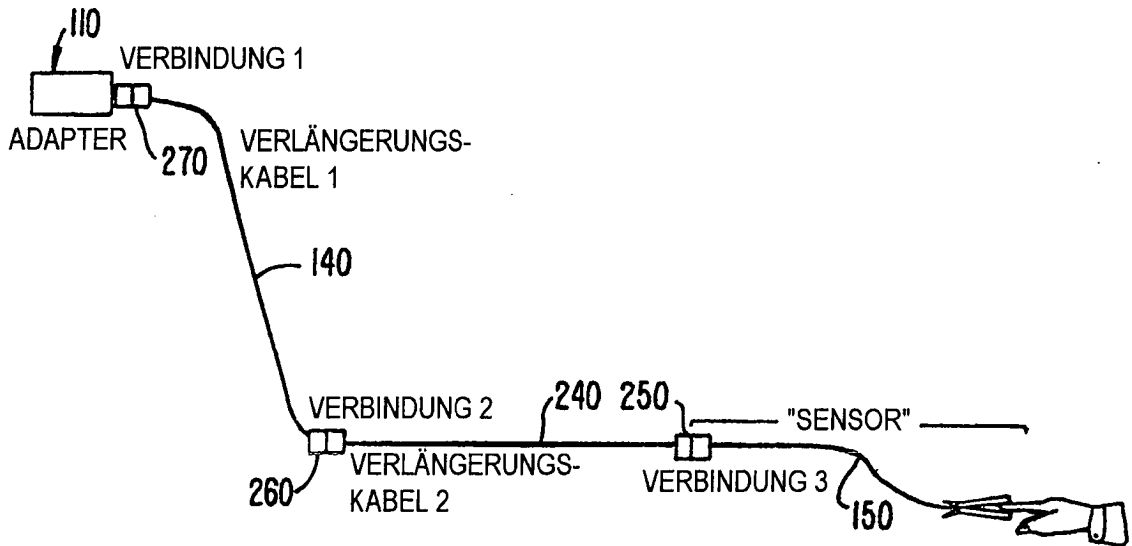 110
VERBINDUNG 1
ADAPTER
270
VERLÄNGERUNGS-
KABEL 1
140
VERBINDUNG 2
240
250
"SENSOR"
260
VERLÄNGERUNGS-
KABEL 2
VERBINDUNG 3
150